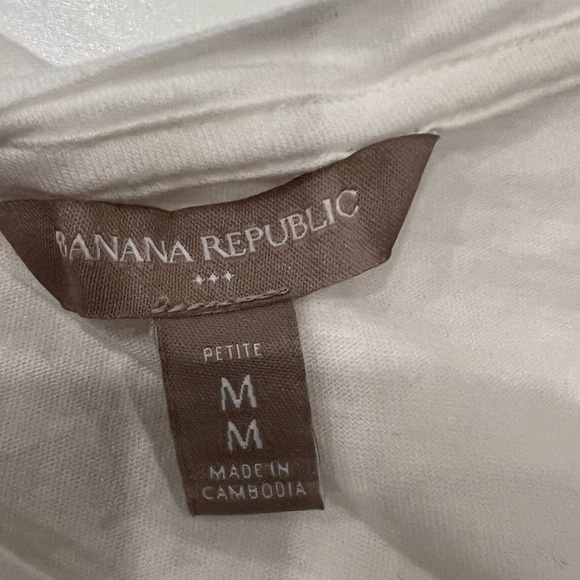 BANANA REPUBLIC
PETITE
M
M
MADE IN
CAMBODIA